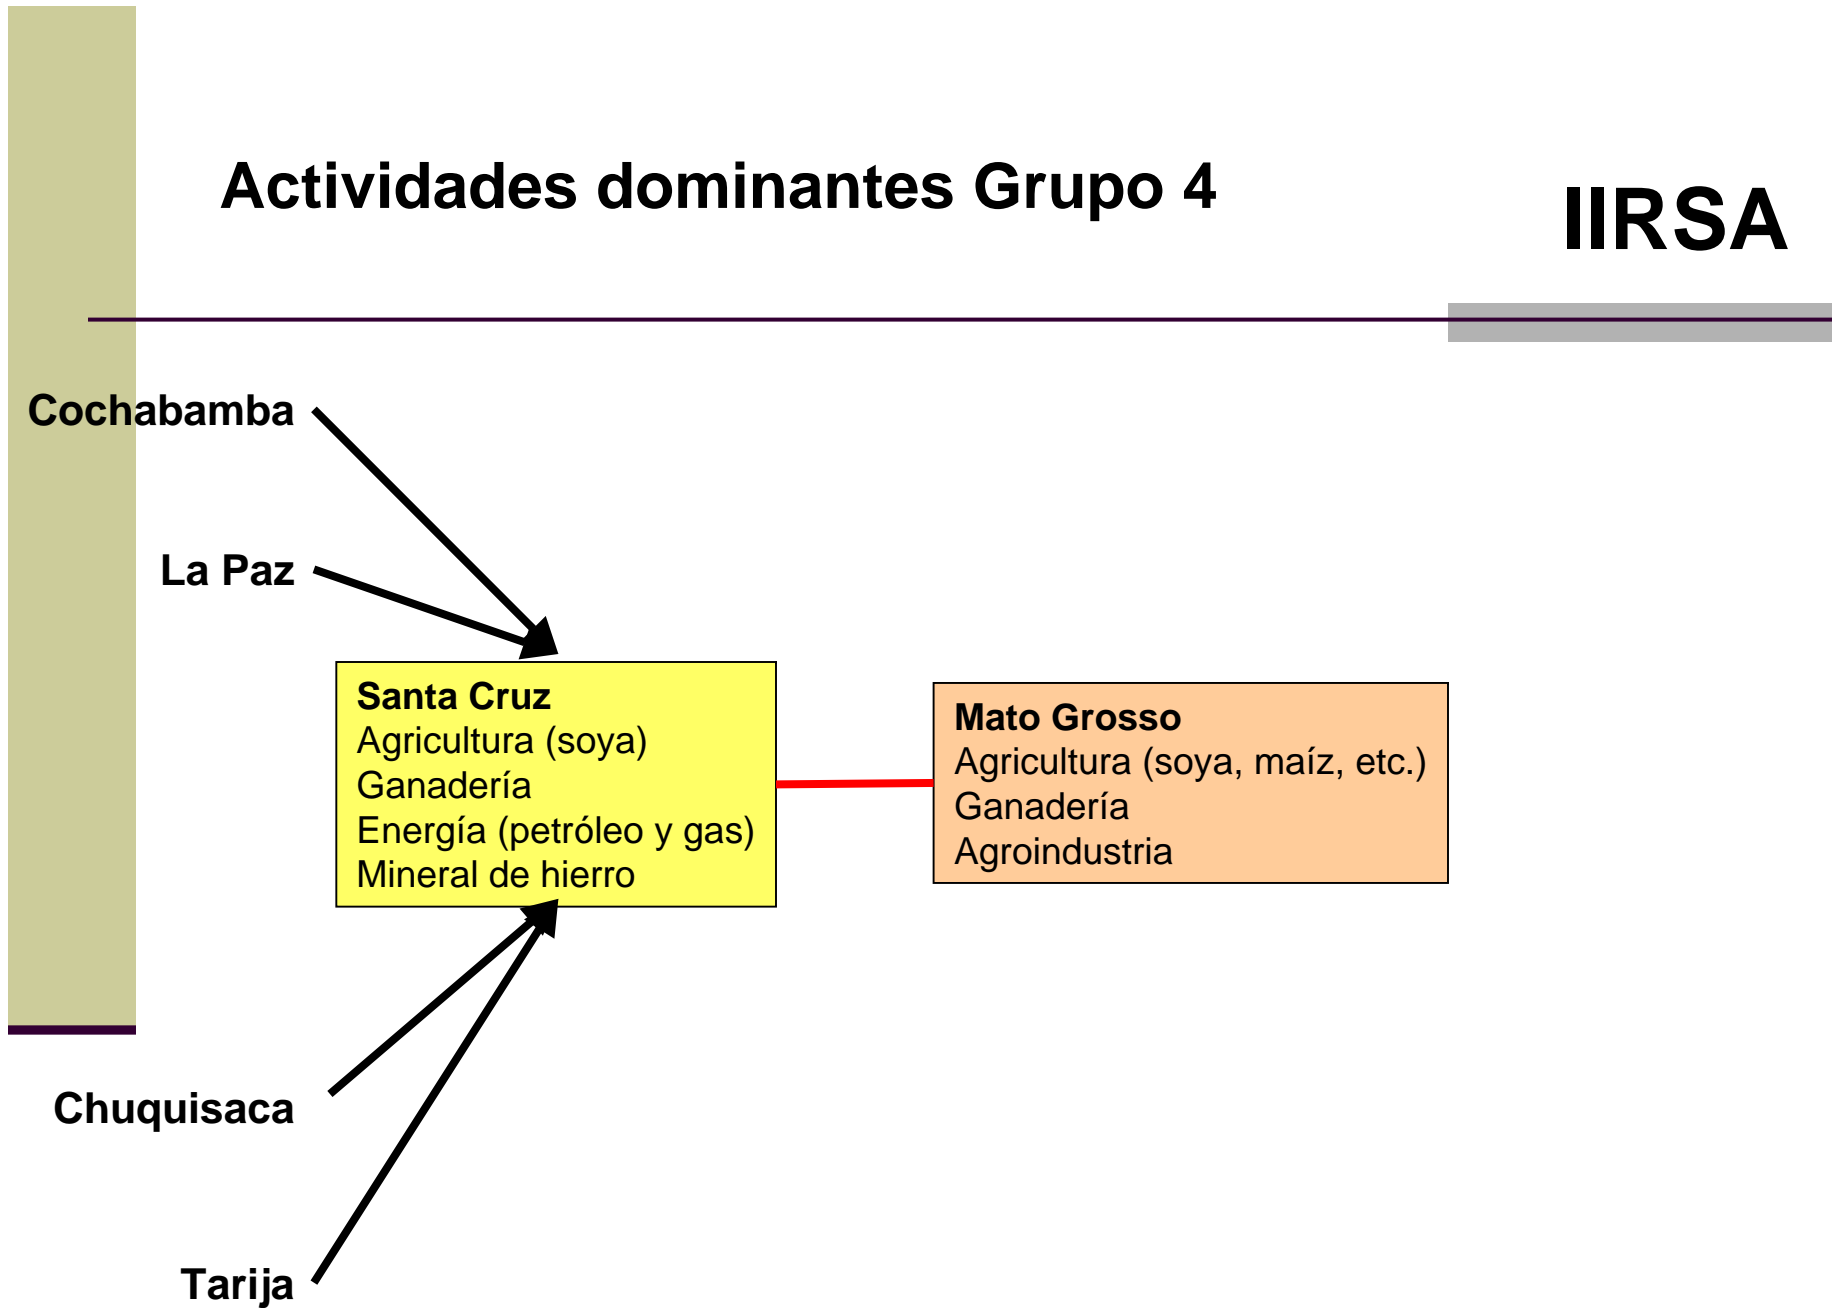 Actividades dominantes Grupo 4
IIRSA
Cochabamba
La Paz
Santa Cruz
Agricultura (soya)
Ganadería
Energía (petróleo y gas)
Mineral de hierro
Mato Grosso
Agricultura (soya, maíz, etc.)
Ganadería
Agroindustria
Chuquisaca
Tarija